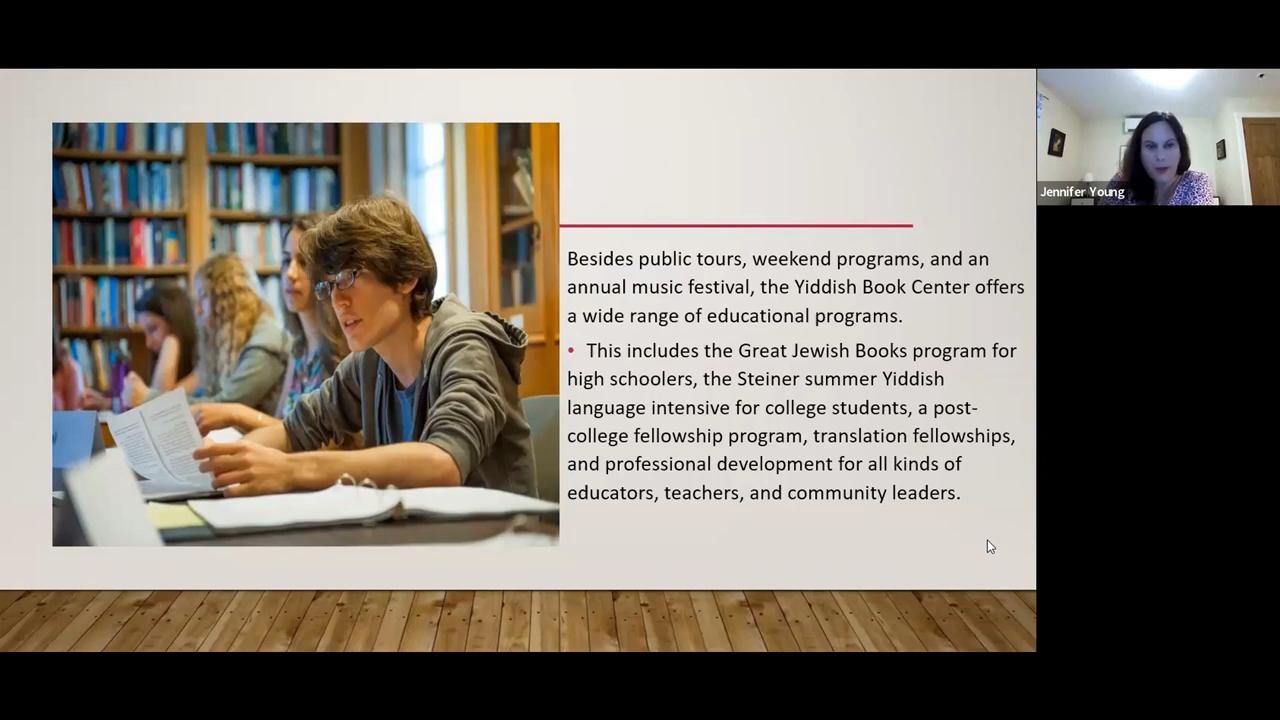 Besides public tours, weekend programs, and an
annual music festival, the Yiddish Book Center offers
a wide range of educational programs.
• This includes the Great Jewish Books program for
high schoolers, the Steiner summer Yiddish
language intensive for college students, a post-
college fellowship program, translation fellowships,
and professional development for all kinds of
educators, teachers, and community leaders.
Jennifer Young